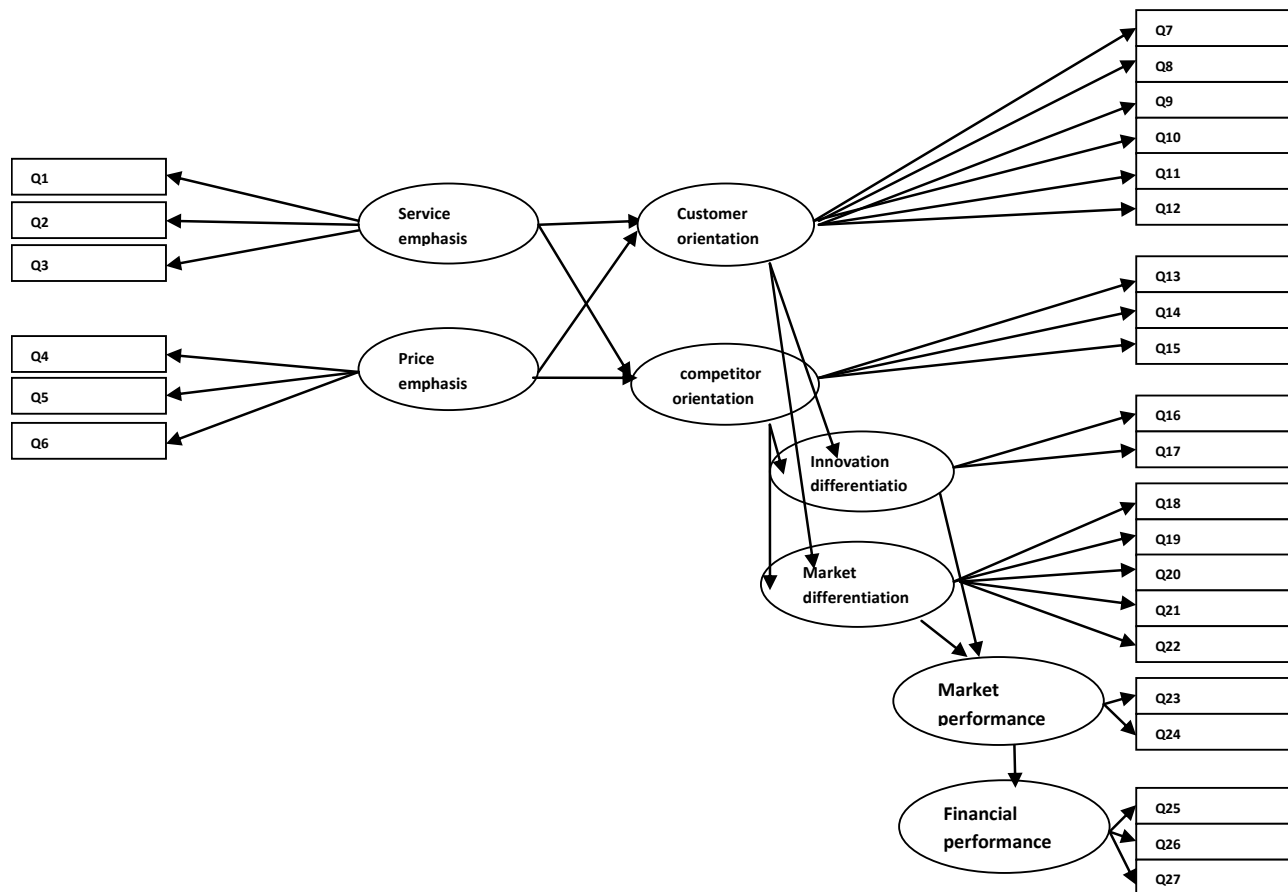 Q1
Q2
Q3
Q4
Q5
Q6
Service
emphasis
Price
emphasis
Customer
orientation
competitor
orientation
Innovation
differentiatio
Market
differentiation
Market
performance
Financial
performance
Q7
Q8
Q9
Q10
Q11
Q12
Q13
Q14
Q15
Q16
Q17
Q18
Q19
Q20
Q21
Q22
Q23
Q24
Q25
Q26
Q27